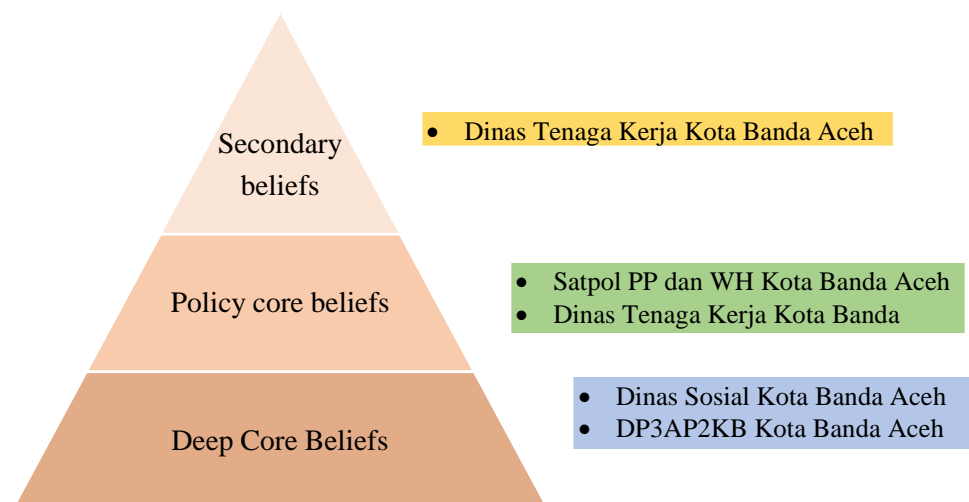 Secondary
beliefs
• Dinas Tenaga Kerja Kota Banda Aceh
Policy core beliefs
• Satpol PP dan WH Kota Banda Aceh
• Dinas Tenaga Kerja Kota Banda
Deep Core Beliefs
• Dinas Sosial Kota Banda Aceh
• DP3AP2KB Kota Banda Aceh